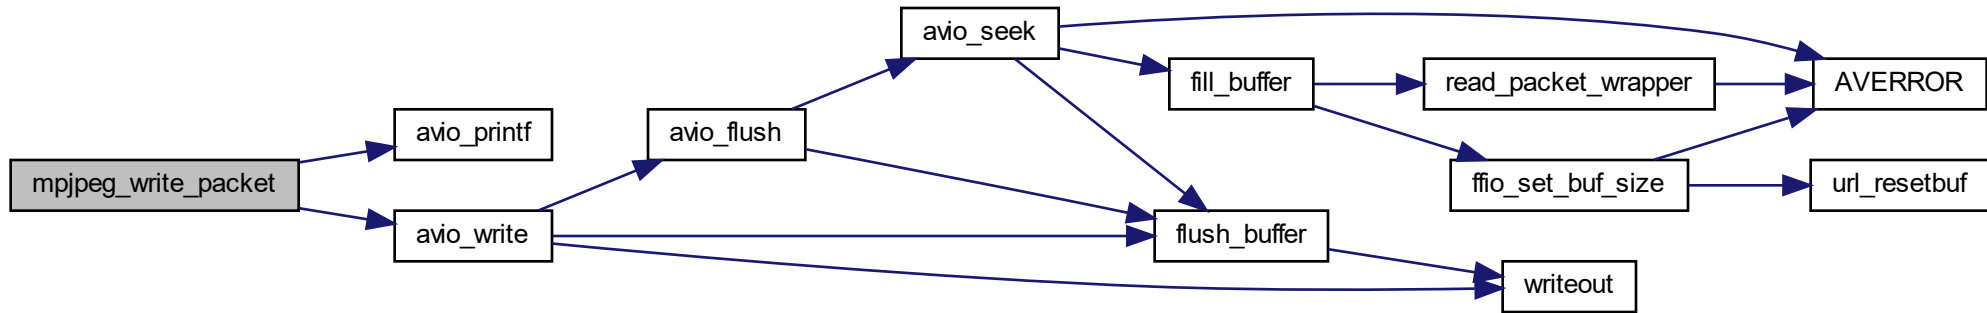 mpjpeg_write_packet
avio_printf
avio_write
avio_flush
avio_seek
fill_buffer
flush_buffer
read_packet_wrapper
ffio_set_buf_size
writeout
AVERROR
url_resetbuf